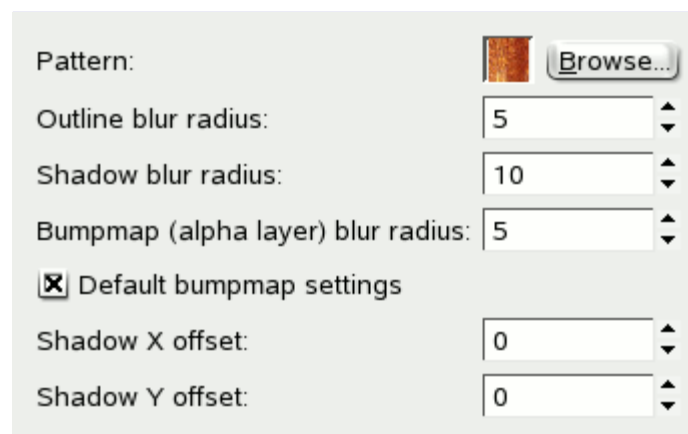 Pattern: Browse...
Outline blur radius: 5
Shadow blur radius: 10
Bumpmap (alpha layer) blur radius: 5
Default bumpmap settings
Shadow X offset: 0
Shadow Y offset: 0